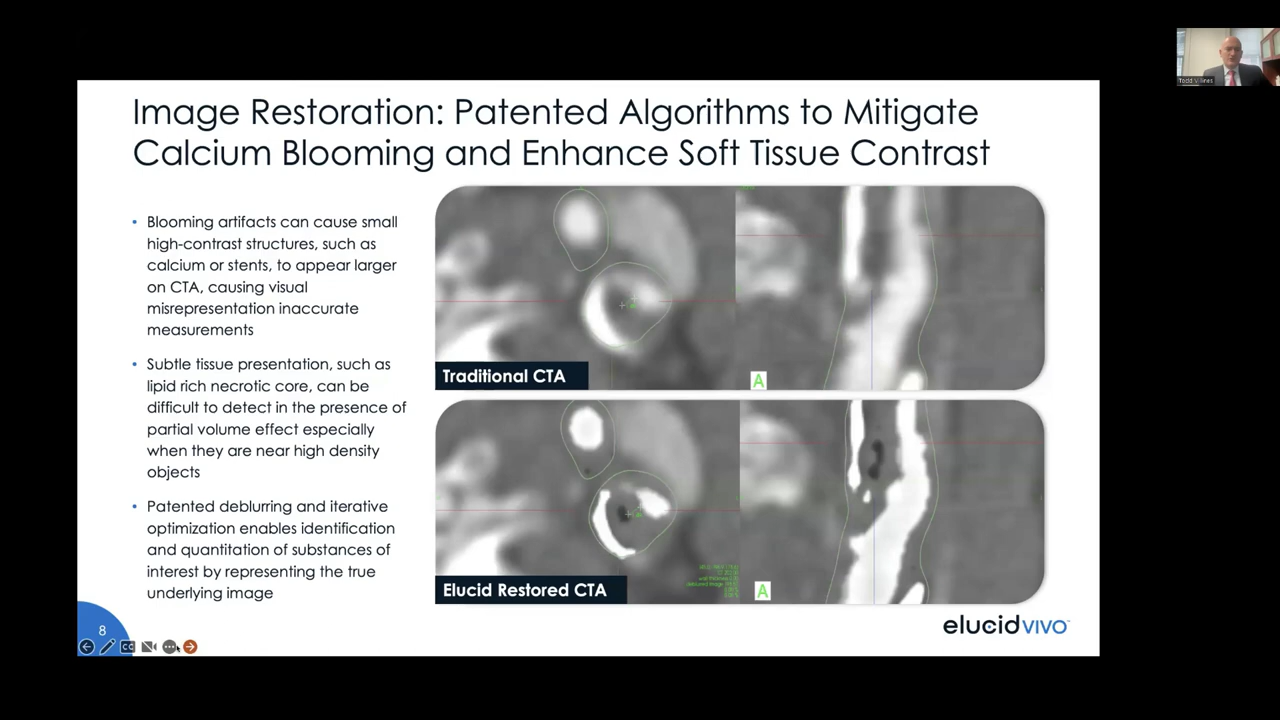 Todd Villines
Image Restoration: Patented Algorithms to Mitigate
Calcium Blooming and Enhance Soft Tissue Contrast
• Blooming artifacts can cause small
high-contrast structures, such as
calcium or stents, to appear larger
on CTA, causing visual
misrepresentation inaccurate
measurements
• Subtle tissue presentation, such as
lipid rich necrotic core, can be
difficult to detect in the presence of
partial volume effect especially
when they are near high density
objects
• Patented deblurring and iterative
optimization enables identification
and quantitation of substances of
interest by representing the true
underlying image
Traditional CTA
A
Elucid Restored CTA
A
8
CC
elucidvivo